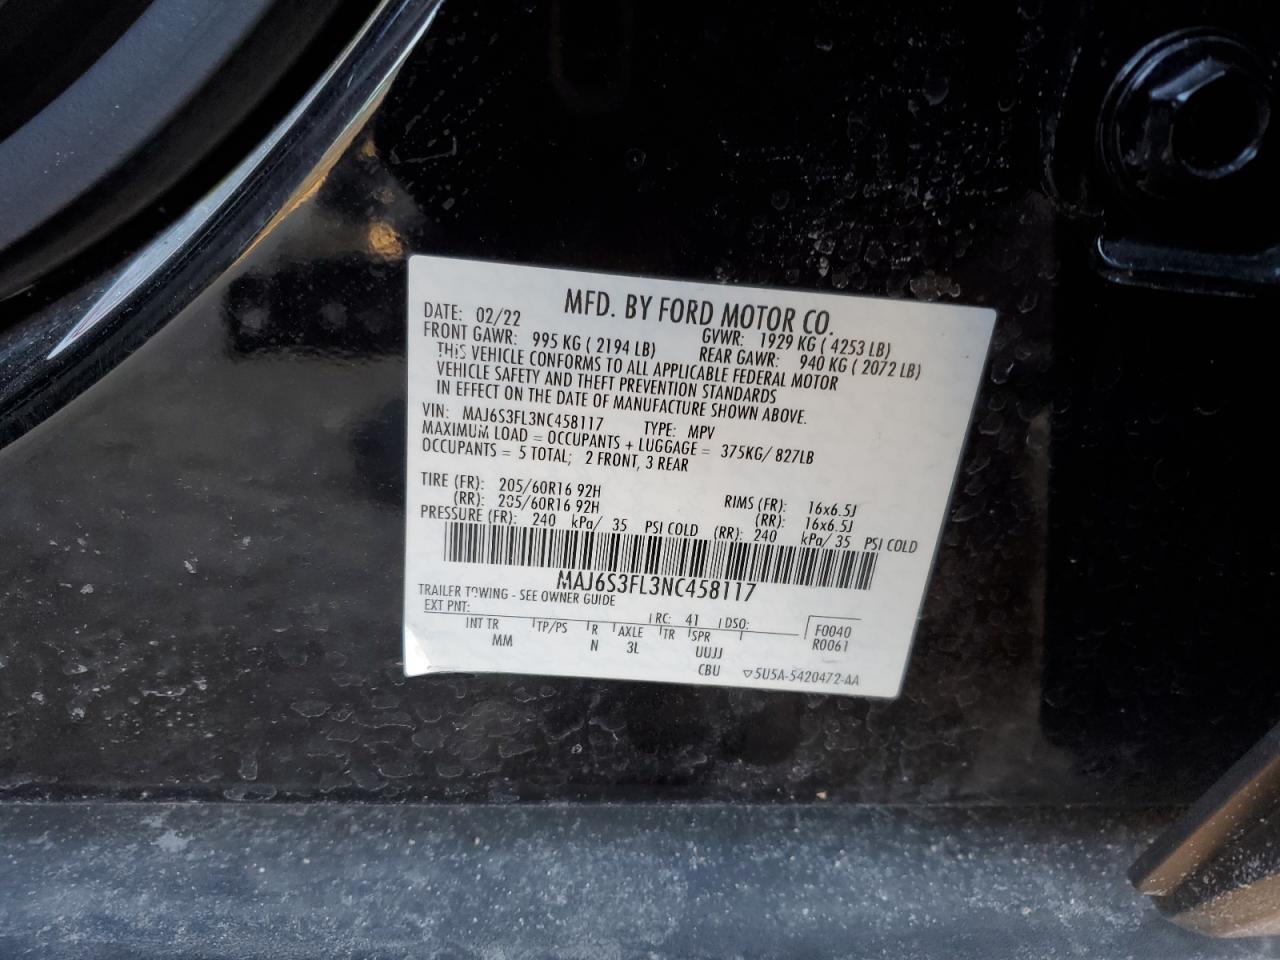 MFD. BY FORD MOTOR CO.
DATE: 02/22 GVWR: 1929 KG ( 4253 LB)
FRONT GAWR: 995 KG ( 2194 LB) REAR GAWR: 940 KG ( 2072 LB)
THIS VEHICLE CONFORMS TO ALL APPLICABLE FEDERAL MOTOR
VEHICLE SAFETY AND THEFT PREVENTION STANDARDS
IN EFFECT ON THE DATE OF MANUFACTURE SHOWN ABOVE.
VIN: MAJ6S3FL3NC458117 TYPE: MPV
MAXIMUM LOAD = OCCUPANTS + LUGGAGE = 375KG/ 827LB
OCCUPANTS = 5 TOTAL; 2 FRONT, 3 REAR
TIRE (FR): 205/60R16 92H RIMS (FR): 16x6.5J
(RR): 205/60R16 92H (RR): 16x6.5J
PRESSURE (FR): 240 kPa/ 35 PSI COLD (RR): 240 kPa/35 PSI COLD
MAJ6S3FL3NC458117
TRAILER TOWING - SEE OWNER GUIDE
EXT PNT: RC: 41 DSO: F0040
INT TR TP/PS R AXLE TR SPR R0061
MM N 3L UUJJ
CBU ▽5U5A-5420472-AA